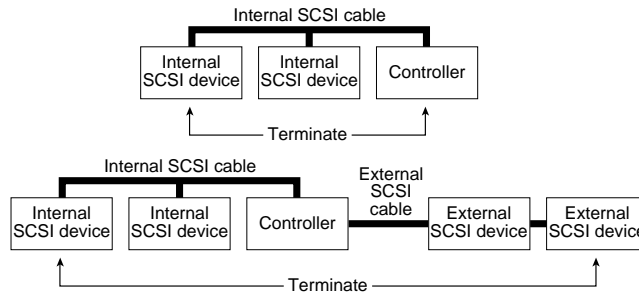 Internal SCSI cable
Internal
SCSI device
Internal
SCSI device
Controller
Terminate
Internal SCSI cable
External
SCSI
cable
Internal
SCSI device
Internal
SCSI device
Controller
External
SCSI device
External
SCSI device
Terminate